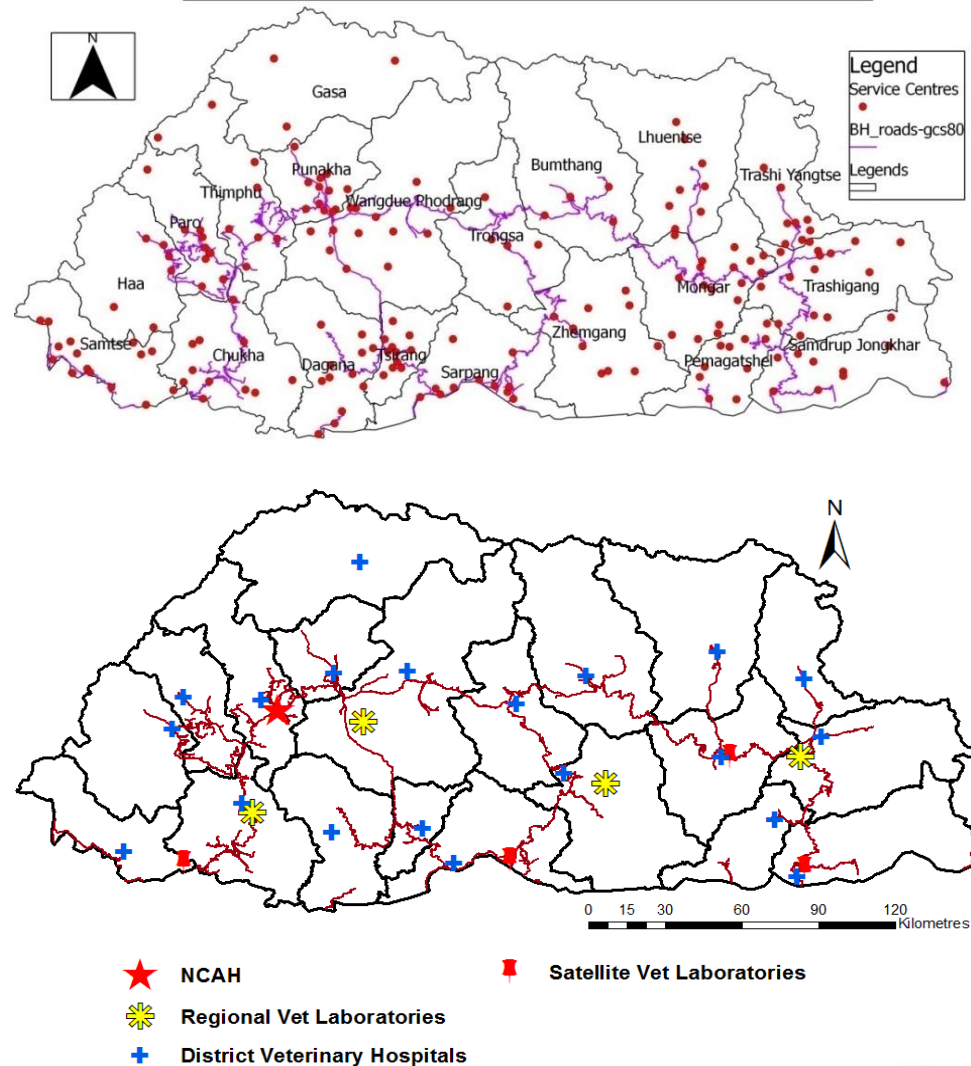 N
Legend
Service Centres
BH_roads-gcs80
Legends
Gasa
Lhuentse
Bumthang
Punakha
Trashi Yangtse
Thimphu
Wangdue Phodrang
Paro
Trongsa
Haa
Mongar
Trashigang
Zhemgang
Samtse
Chukha
Dagana
Tsirang
Sarpang
Pemagatshel
Samdrup Jongkhar
N
0 15 30 60 90 120
Kilometres
NCAH
Satellite Vet Laboratories
Regional Vet Laboratories
District Veterinary Hospitals